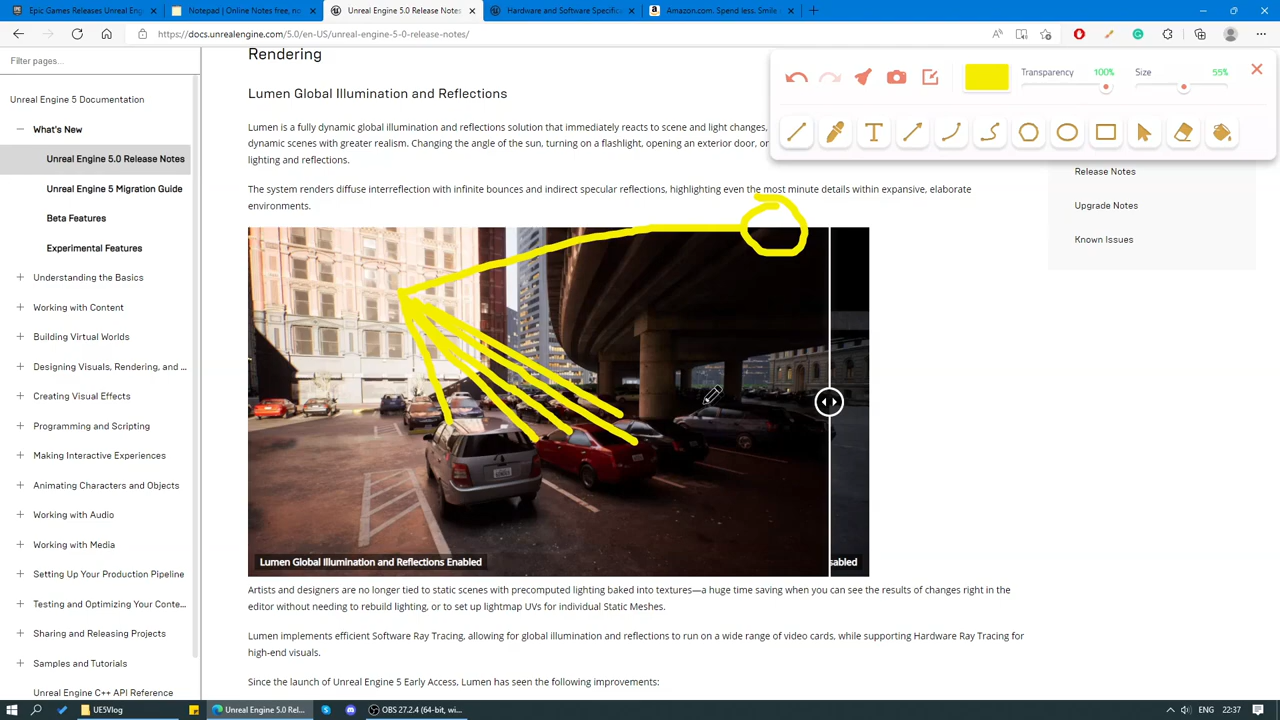 Epic Games Releases Unreal Eng
Notepad | Online Notes free, no
Unreal Engine 5.0 Release Notes
Hardware and Software Specific
Amazon.com. Spend less. Smile
https://docs.unrealengine.com/5.0/en-US/unreal-engine-5-0-release-notes/
Filter pages...
Unreal Engine 5 Documentation
What's New
Unreal Engine 5.0 Release Notes
Unreal Engine 5 Migration Guide
Beta Features
Experimental Features
Understanding the Basics
Working with Content
Building Virtual Worlds
Designing Visuals, Rendering, and ...
Creating Visual Effects
Programming and Scripting
Making Interactive Experiences
Animating Characters and Objects
Working with Audio
Working with Media
Setting Up Your Production Pipeline
Testing and Optimizing Your Conte...
Sharing and Releasing Projects
Samples and Tutorials
Unreal Engine C++ API Reference
Rendering
Lumen Global Illumination and Reflections
Lumen is a fully dynamic global illumination and reflections solution that immediately reacts to scene and light changes,
dynamic scenes with greater realism. Changing the angle of the sun, turning on a flashlight, opening an exterior door, or
lighting and reflections.
The system renders diffuse interreflection with infinite bounces and indirect specular reflections, highlighting even the most minute details within expansive, elaborate
environments.
Lumen Global Illumination and Reflections Enabled
abled
Artists and designers are no longer tied to static scenes with precomputed lighting baked into textures—a huge time saving when you can see the results of changes right in the
editor without needing to rebuild lighting, or to set up lightmap UVs for individual Static Meshes.
Lumen implements efficient Software Ray Tracing, allowing for global illumination and reflections to run on a wide range of video cards, while supporting Hardware Ray Tracing for
high-end visuals.
Since the launch of Unreal Engine 5 Early Access, Lumen has seen the following improvements:
Transparency 100%
Size 55%
T
Release Notes
Upgrade Notes
Known Issues
UE5Vlog
Unreal Engine 5.0 Rel...
OBS 27.2.4 (64-bit, wi...
ENG
22:37